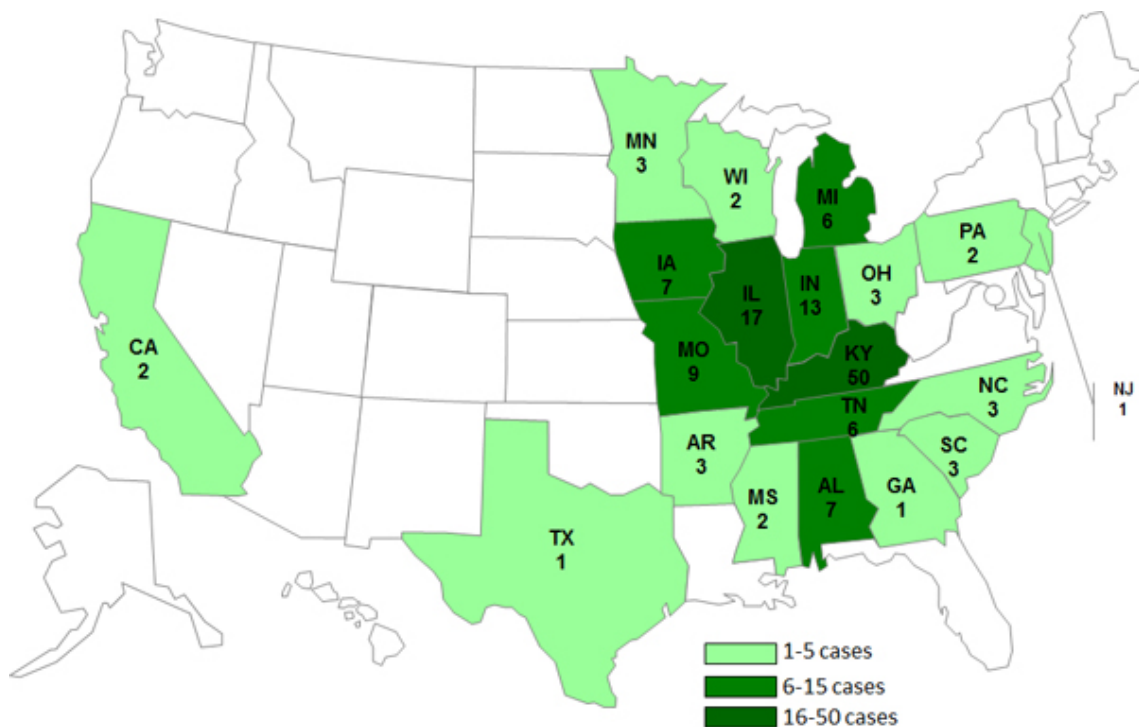 MN
3
WI
2
MI
6
PA
2
IA
7
OH
3
IL
17
IN
13
CA
2
MO
9
KY
50
NJ
1
NC
3
TN
6
AR
3
SC
3
MS
2
AL
7
GA
1
TX
1
1-5 cases
6-15 cases
16-50 cases